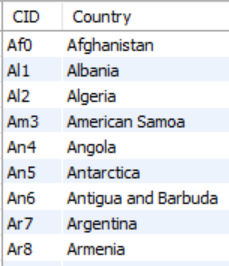 CID Country
Af0 Afghanistan
Al1 Albania
Al2 Algeria
Am3 American Samoa
An4 Angola
An5 Antarctica
An6 Antigua and Barbuda
Ar7 Argentina
Ar8 Armenia